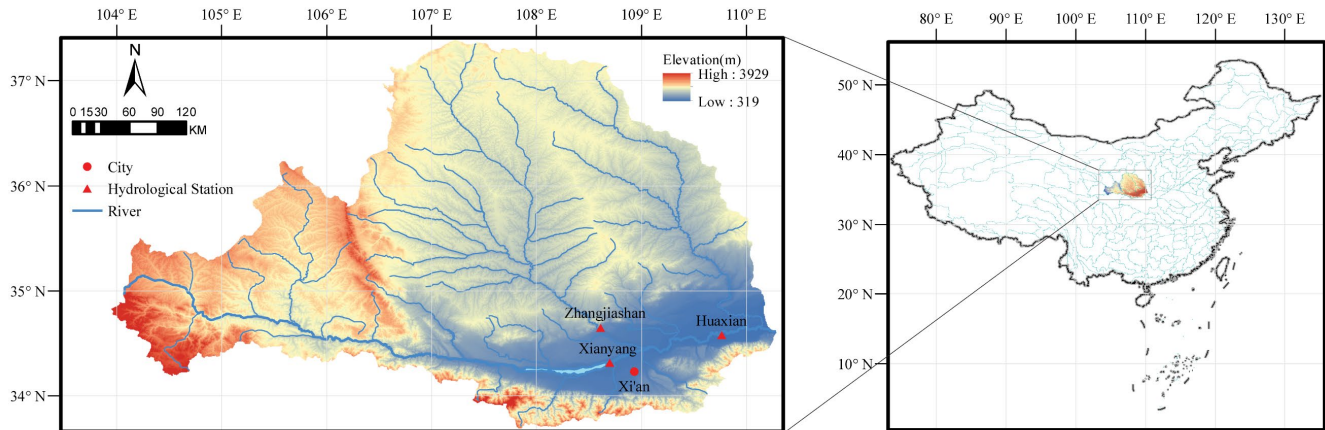 104° E 105° E 106° E 107° E 108° E 109° E 110° E
80° E 90° E 100° E 110° E 120° E 130° E
N
Elevation(m)
High : 3929
Low : 319
37° N
36° N
35° N
34° N
0 15 30 60 90 120
KM
City
Hydrological Station
River
Zhangjiashan
Huaxian
Xianyang
Xi'an
50° N
40° N
30° N
20° N
10° N